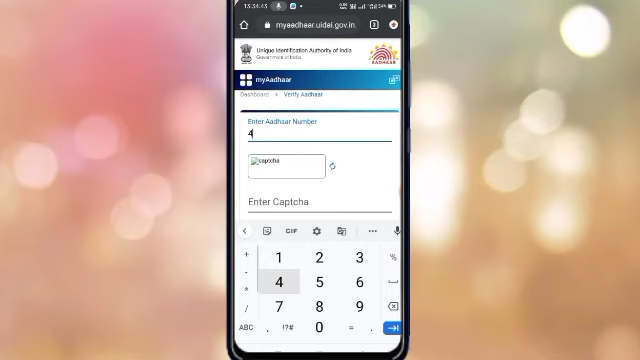 13.34.43
myaadhaar.uidai.gov.in
3
Unique Identification Authority of India
Government of India
AADHAAR
myAadhaar
Dashboard > Verify Aadhaar
Enter Aadhaar Number
4
captcha
Enter Captcha
GIF
+ 1 2 3 %
- 4 5 6
* 7 8 9
/
ABC , !?# 0 = .